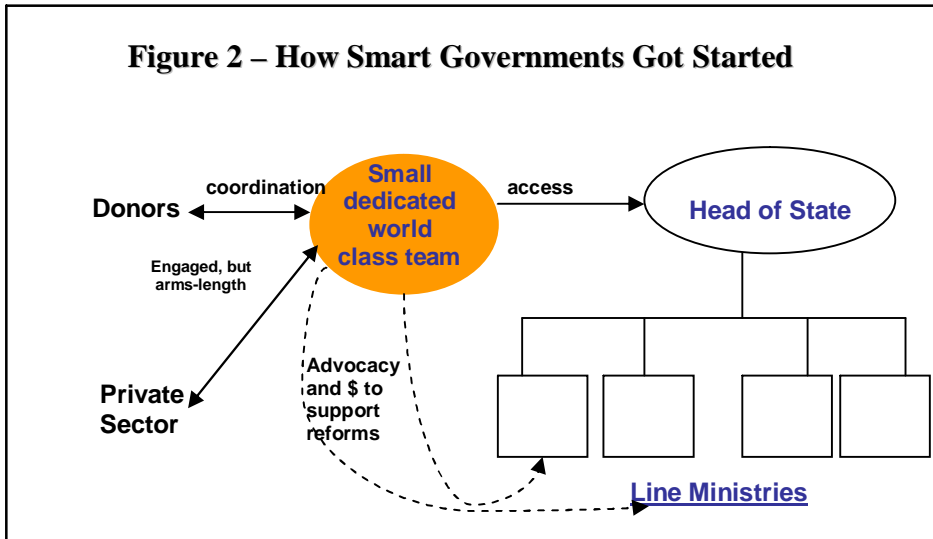 Figure 2 – How Smart Governments Got Started
coordination
Donors
Small
dedicated
world
class team
access
Head of State
Engaged, but
arms-length
Private
Sector
Advocacy
and $ to
support
reforms
Line Ministries